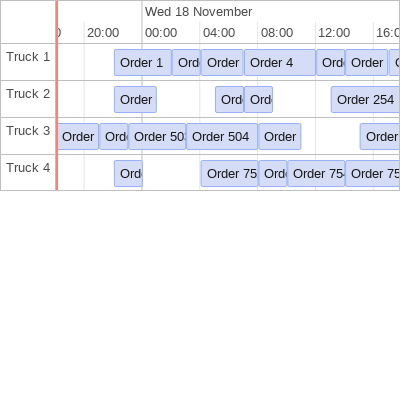 Wed 18 November
20:00 00:00 04:00 08:00 12:00 16:0
Truck 1 Order 1 Ord Order Order 4 Ord Order
Truck 2 Order Ord Ord Order 254
Truck 3 Order Ord Order 50 Order 504 Order Order
Truck 4 Ord Order 75 Ord Order 75 Order 75